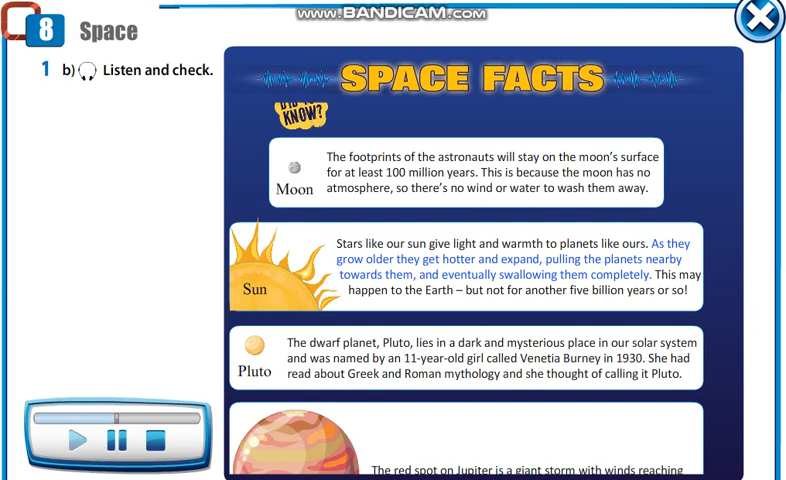 www.BANDICAM.com
8 Space
1 b) Listen and check.
SPACE FACTS
KNOW?
The footprints of the astronauts will stay on the moon's surface
for at least 100 million years. This is because the moon has no
atmosphere, so there's no wind or water to wash them away.
Moon
Stars like our sun give light and warmth to planets like ours. As they
grow older they get hotter and expand, pulling the planets nearby
towards them, and eventually swallowing them completely. This may
happen to the Earth – but not for another five billion years or so!
Sun
The dwarf planet, Pluto, lies in a dark and mysterious place in our solar system
and was named by an 11-year-old girl called Venetia Burney in 1930. She had
read about Greek and Roman mythology and she thought of calling it Pluto.
Pluto
The red spot on Jupiter is a giant storm with winds reaching